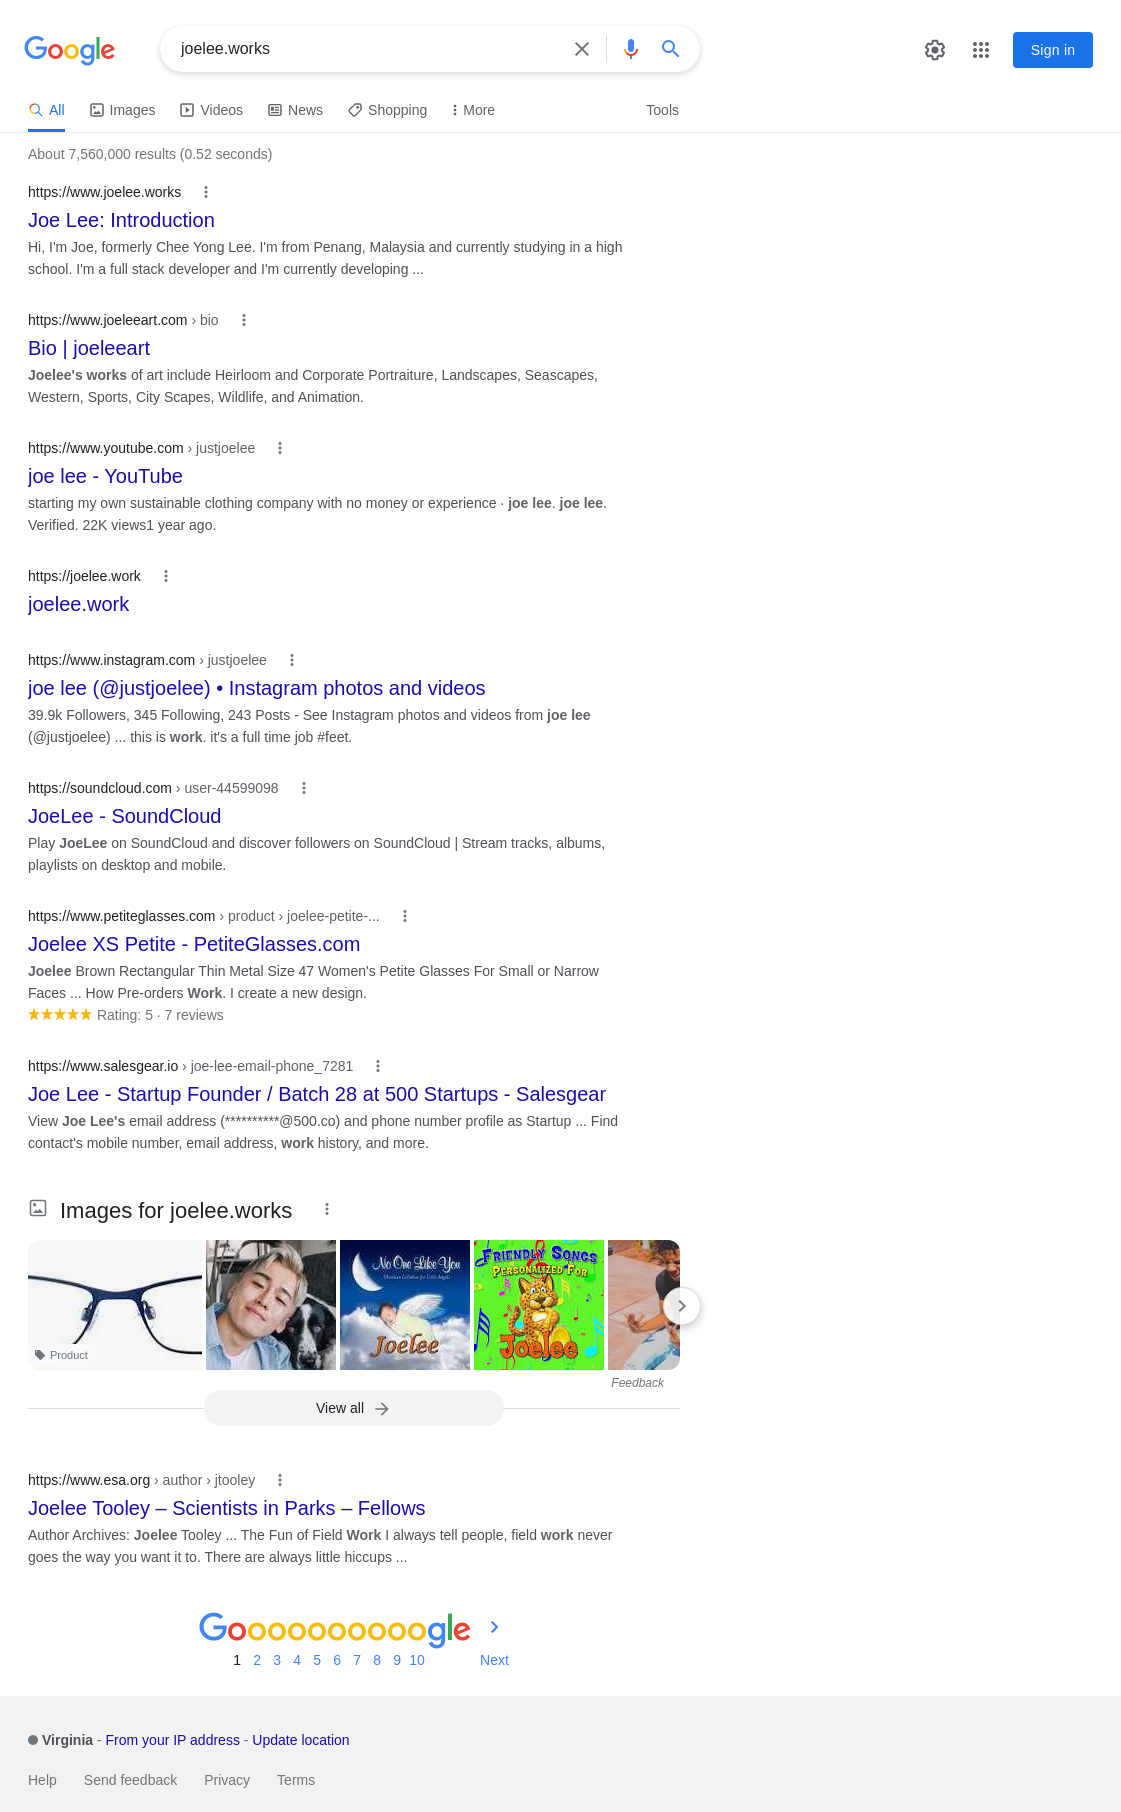 Google
joelee.works
Sign in
All
Images
Videos
News
Shopping
More
Tools
About 7,560,000 results (0.52 seconds)
https://www.joelee.works
Joe Lee: Introduction
Hi, I'm Joe, formerly Chee Yong Lee. I'm from Penang, Malaysia and currently studying in a high
school. I'm a full stack developer and I'm currently developing ...
https://www.joeleeart.com › bio
Bio | joeleeart
Joelee's works of art include Heirloom and Corporate Portraiture, Landscapes, Seascapes,
Western, Sports, City Scapes, Wildlife, and Animation.
https://www.youtube.com › justjoelee
joe lee - YouTube
starting my own sustainable clothing company with no money or experience · joe lee. joe lee.
Verified. 22K views1 year ago.
https://joelee.work
joelee.work
https://www.instagram.com › justjoelee
joe lee (@justjoelee) • Instagram photos and videos
39.9k Followers, 345 Following, 243 Posts - See Instagram photos and videos from joe lee
(@justjoelee) ... this is work. it's a full time job #feet.
https://soundcloud.com › user-44599098
JoeLee - SoundCloud
Play JoeLee on SoundCloud and discover followers on SoundCloud | Stream tracks, albums,
playlists on desktop and mobile.
https://www.petiteglasses.com › product › joelee-petite-...
Joelee XS Petite - PetiteGlasses.com
Joelee Brown Rectangular Thin Metal Size 47 Women's Petite Glasses For Small or Narrow
Faces ... How Pre-orders Work. I create a new design.
Rating: 5 · 7 reviews
https://www.salesgear.io › joe-lee-email-phone_7281
Joe Lee - Startup Founder / Batch 28 at 500 Startups - Salesgear
View Joe Lee's email address (**********@500.co) and phone number profile as Startup ... Find
contact's mobile number, email address, work history, and more.
Images for joelee.works
Product
No One Like You
Christian Lullabies for Little Angels
Joelee
FRIENDLY SONGS
PERSONALIZED FOR
Joelee
Feedback
View all
https://www.esa.org › author › jtooley
Joelee Tooley – Scientists in Parks – Fellows
Author Archives: Joelee Tooley ... The Fun of Field Work I always tell people, field work never
goes the way you want it to. There are always little hiccups ...
Goooooooooogle
1 2 3 4 5 6 7 8 9 10 Next
Virginia - From your IP address - Update location
Help Send feedback Privacy Terms